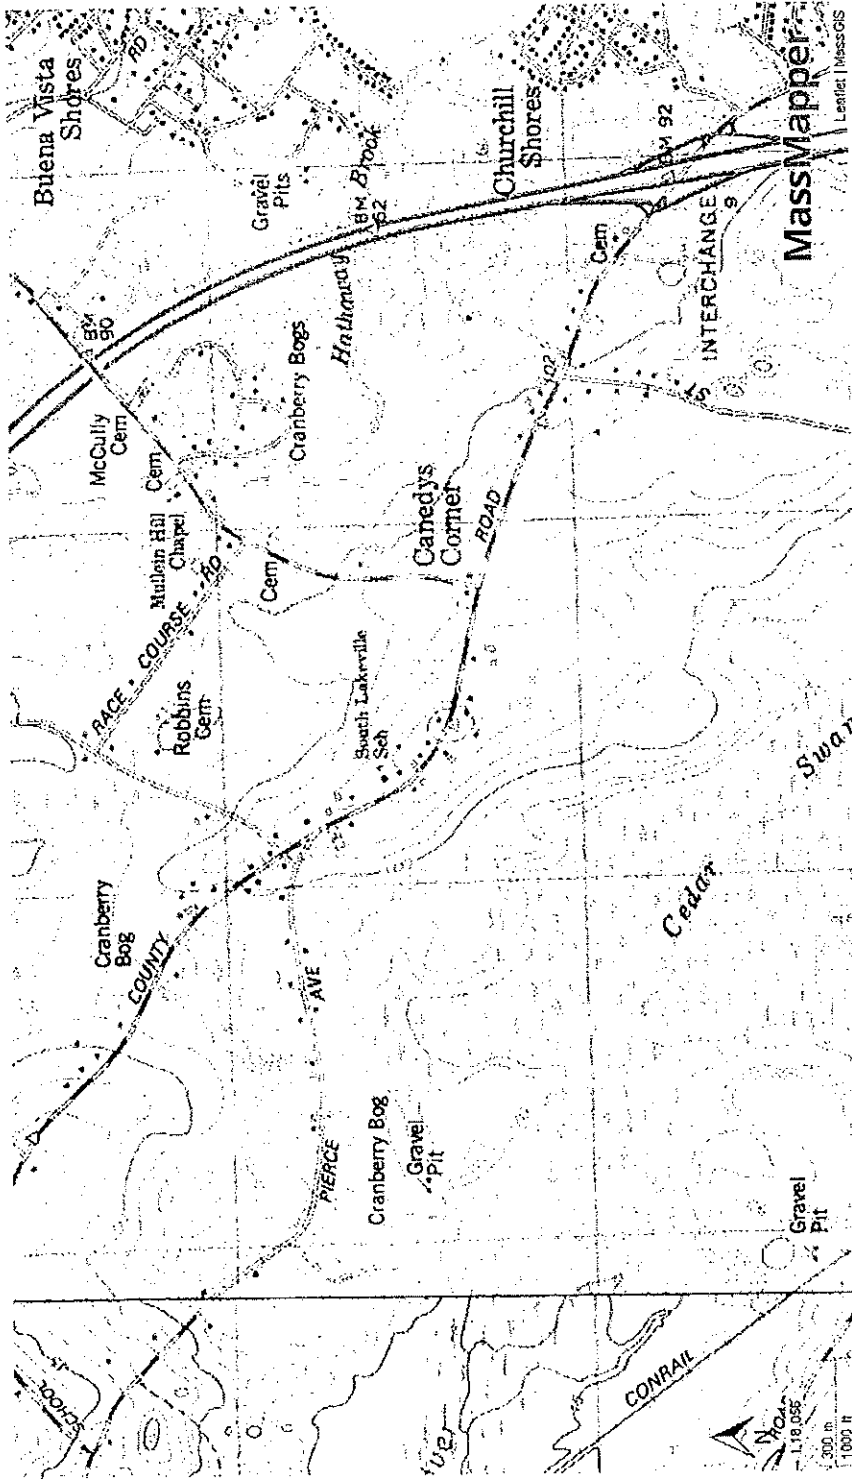 Buena Vista
Shores
RD
Gravel
Pits
BM
62
Hathaway
Brook
Churchill
Shores
BM 92
Cem
INTERCHANGE
9
BM
90
McCully
Cem
Cem
Mullein Hill
Chapel
Cranberry Bogs
Cem
Canedys
Corner
ROAD
102
ST
RACE COURSE RD
Robbins
Cem
South Lakeville
Sch
Cranberry
Bog
COUNTY
PIERCE
AVE
Cedar
Swam
Cranberry Bog
Gravel
Pit
Gravel
Pit
SCHOOL
CONRAIL
ROAD
N
1:18,056
300 m
1000 ft
MassMapper
Leaflet | MassGIS